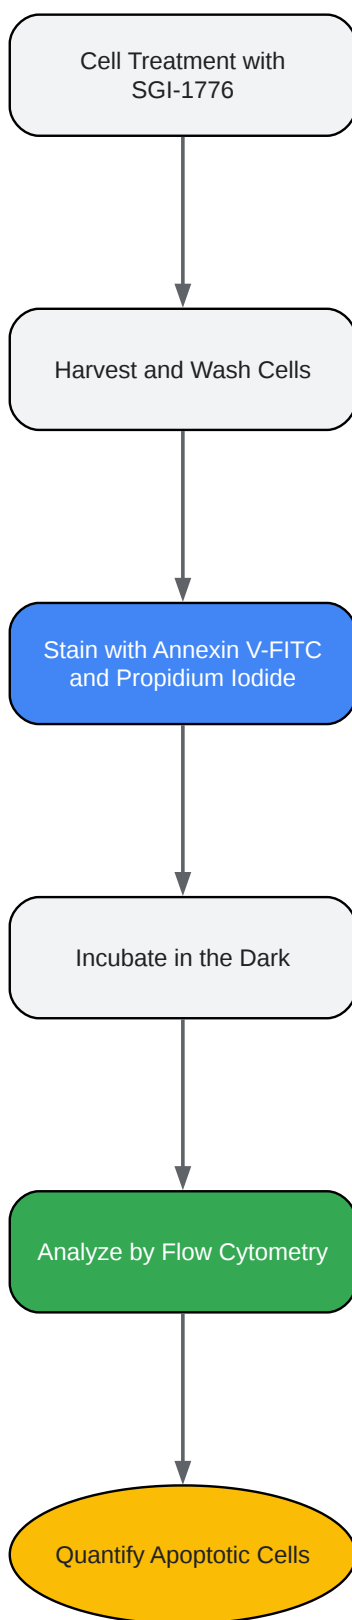 Cell Treatment with
SGI-1776
Harvest and Wash Cells
Stain with Annexin V-FITC
and Propidium Iodide
Incubate in the Dark
Analyze by Flow Cytometry
Quantify Apoptotic Cells